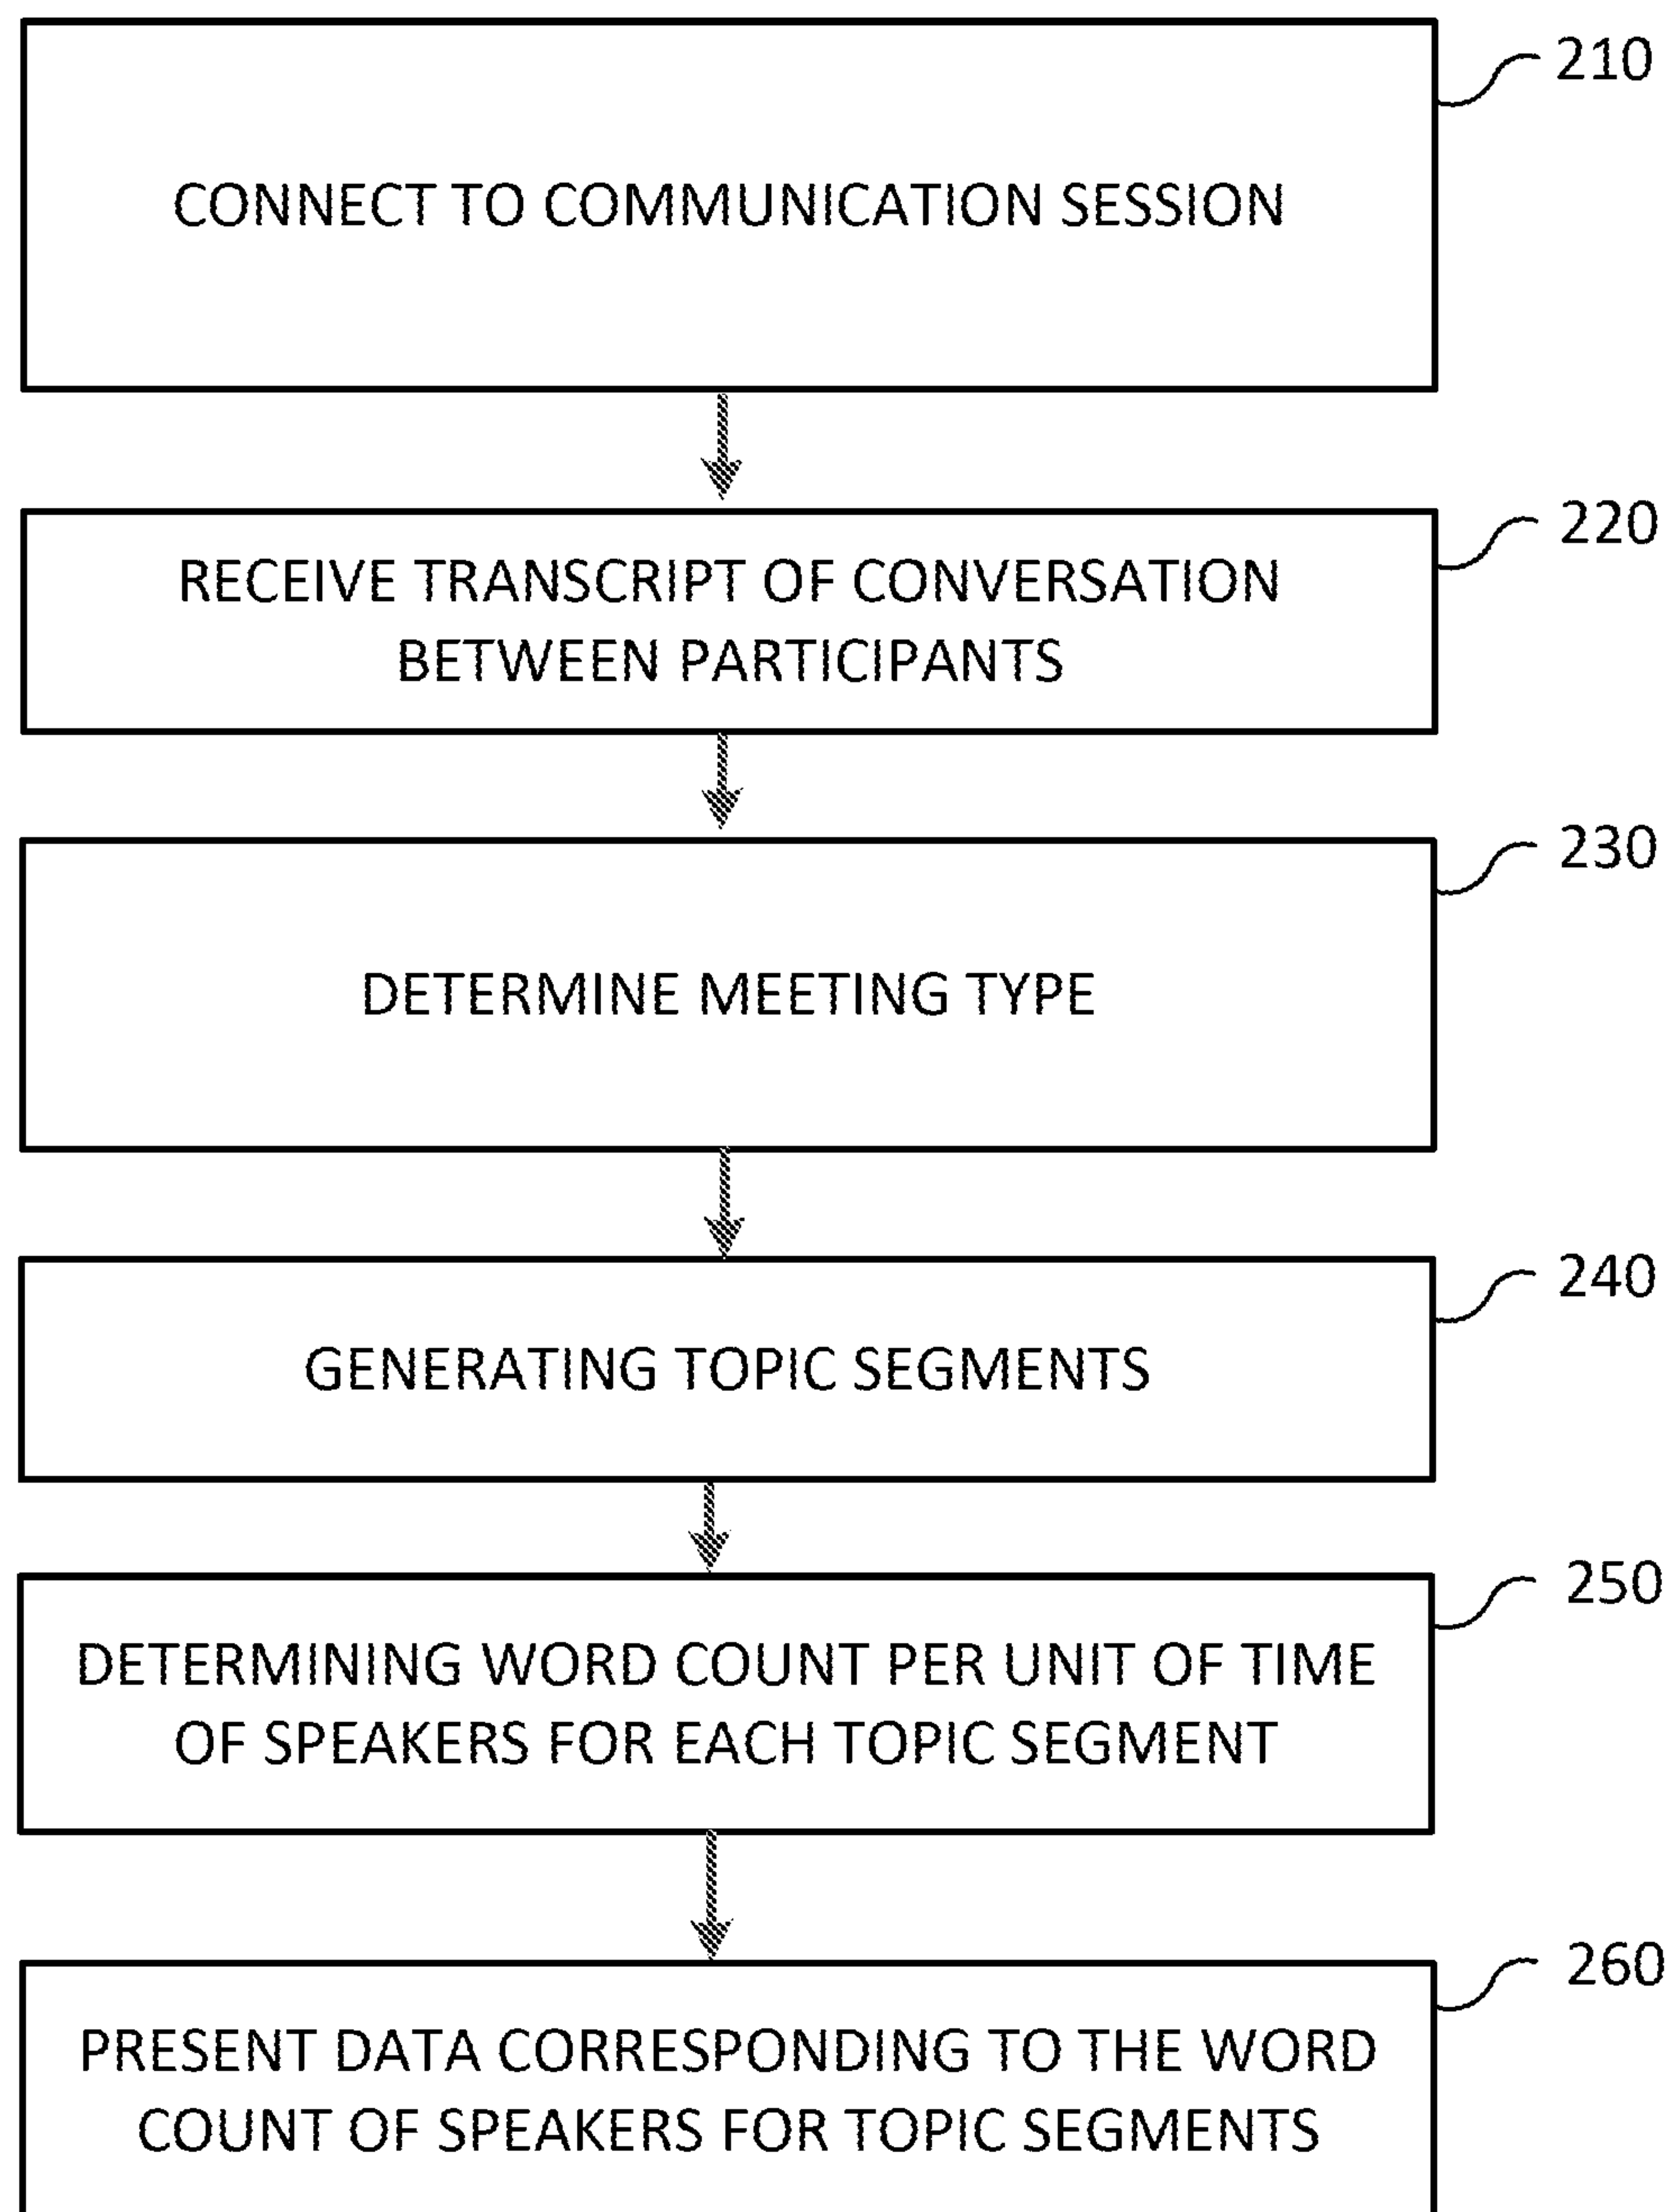 210
CONNECT TO COMMUNICATION SESSION
220
RECEIVE TRANSCRIPT OF CONVERSATION
BETWEEN PARTICIPANTS
230
DETERMINE MEETING TYPE
240
GENERATING TOPIC SEGMENTS
250
DETERMINING WORD COUNT PER UNIT OF TIME
OF SPEAKERS FOR EACH TOPIC SEGMENT
260
PRESENT DATA CORRESPONDING TO THE WORD
COUNT OF SPEAKERS FOR TOPIC SEGMENTS